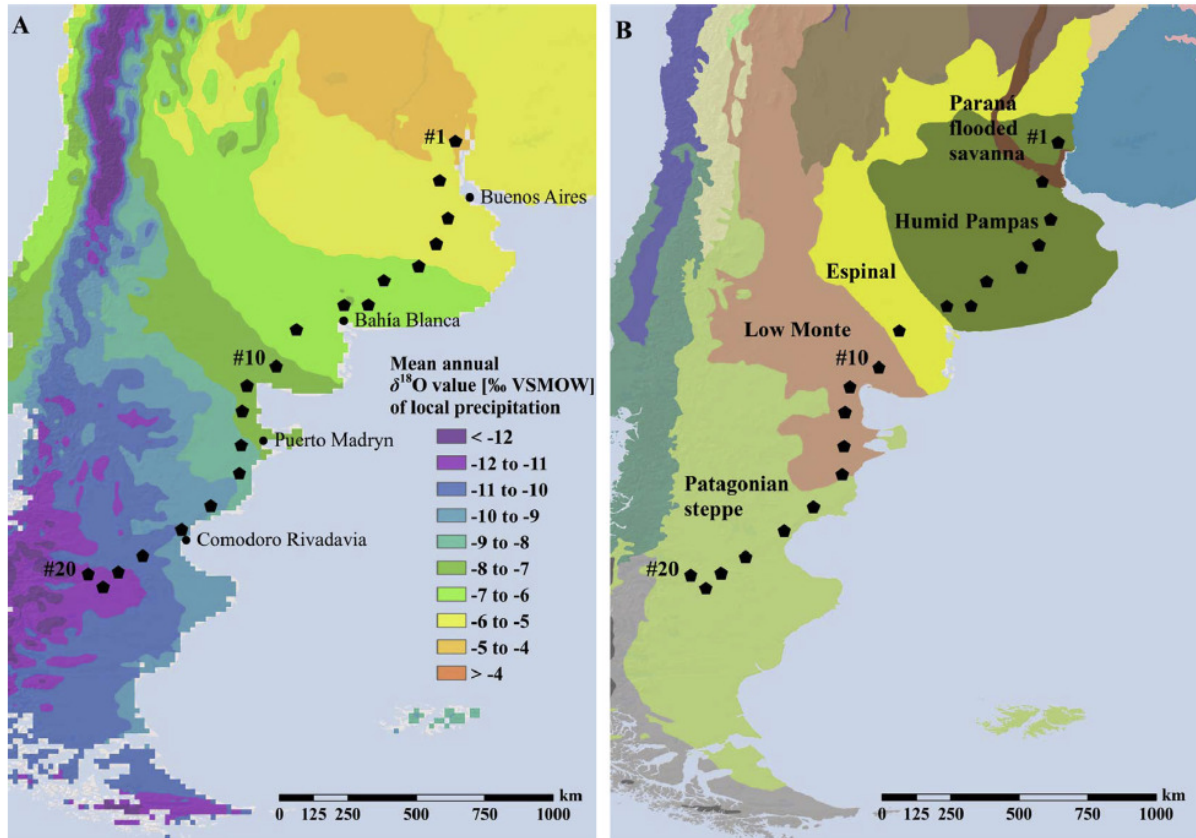 A
#1
Buenos Aires
Bahía Blanca
#10
Mean annual
δ¹⁸O value [‰ VSMOW]
of local precipitation
Puerto Madryn
< -12
-12 to -11
-11 to -10
-10 to -9
-9 to -8
-8 to -7
-7 to -6
-6 to -5
-5 to -4
> -4
Comodoro Rivadavia
#20
km
0 250 350 500 750 1000
B
Paraná
flooded
savanna
#1
Humid Pampas
Espinal
Low Monte
#10
Patagonian
steppe
#20
km
0 125 250 500 750 1000